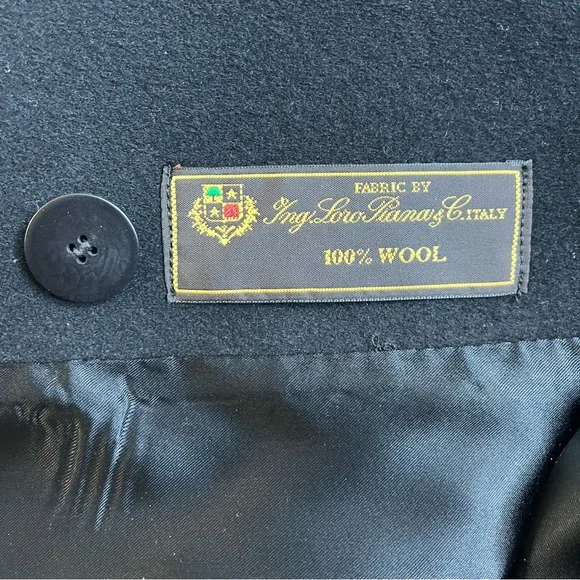 FABRIC BY
Ing. Loro Piana & C. ITALY
100% WOOL